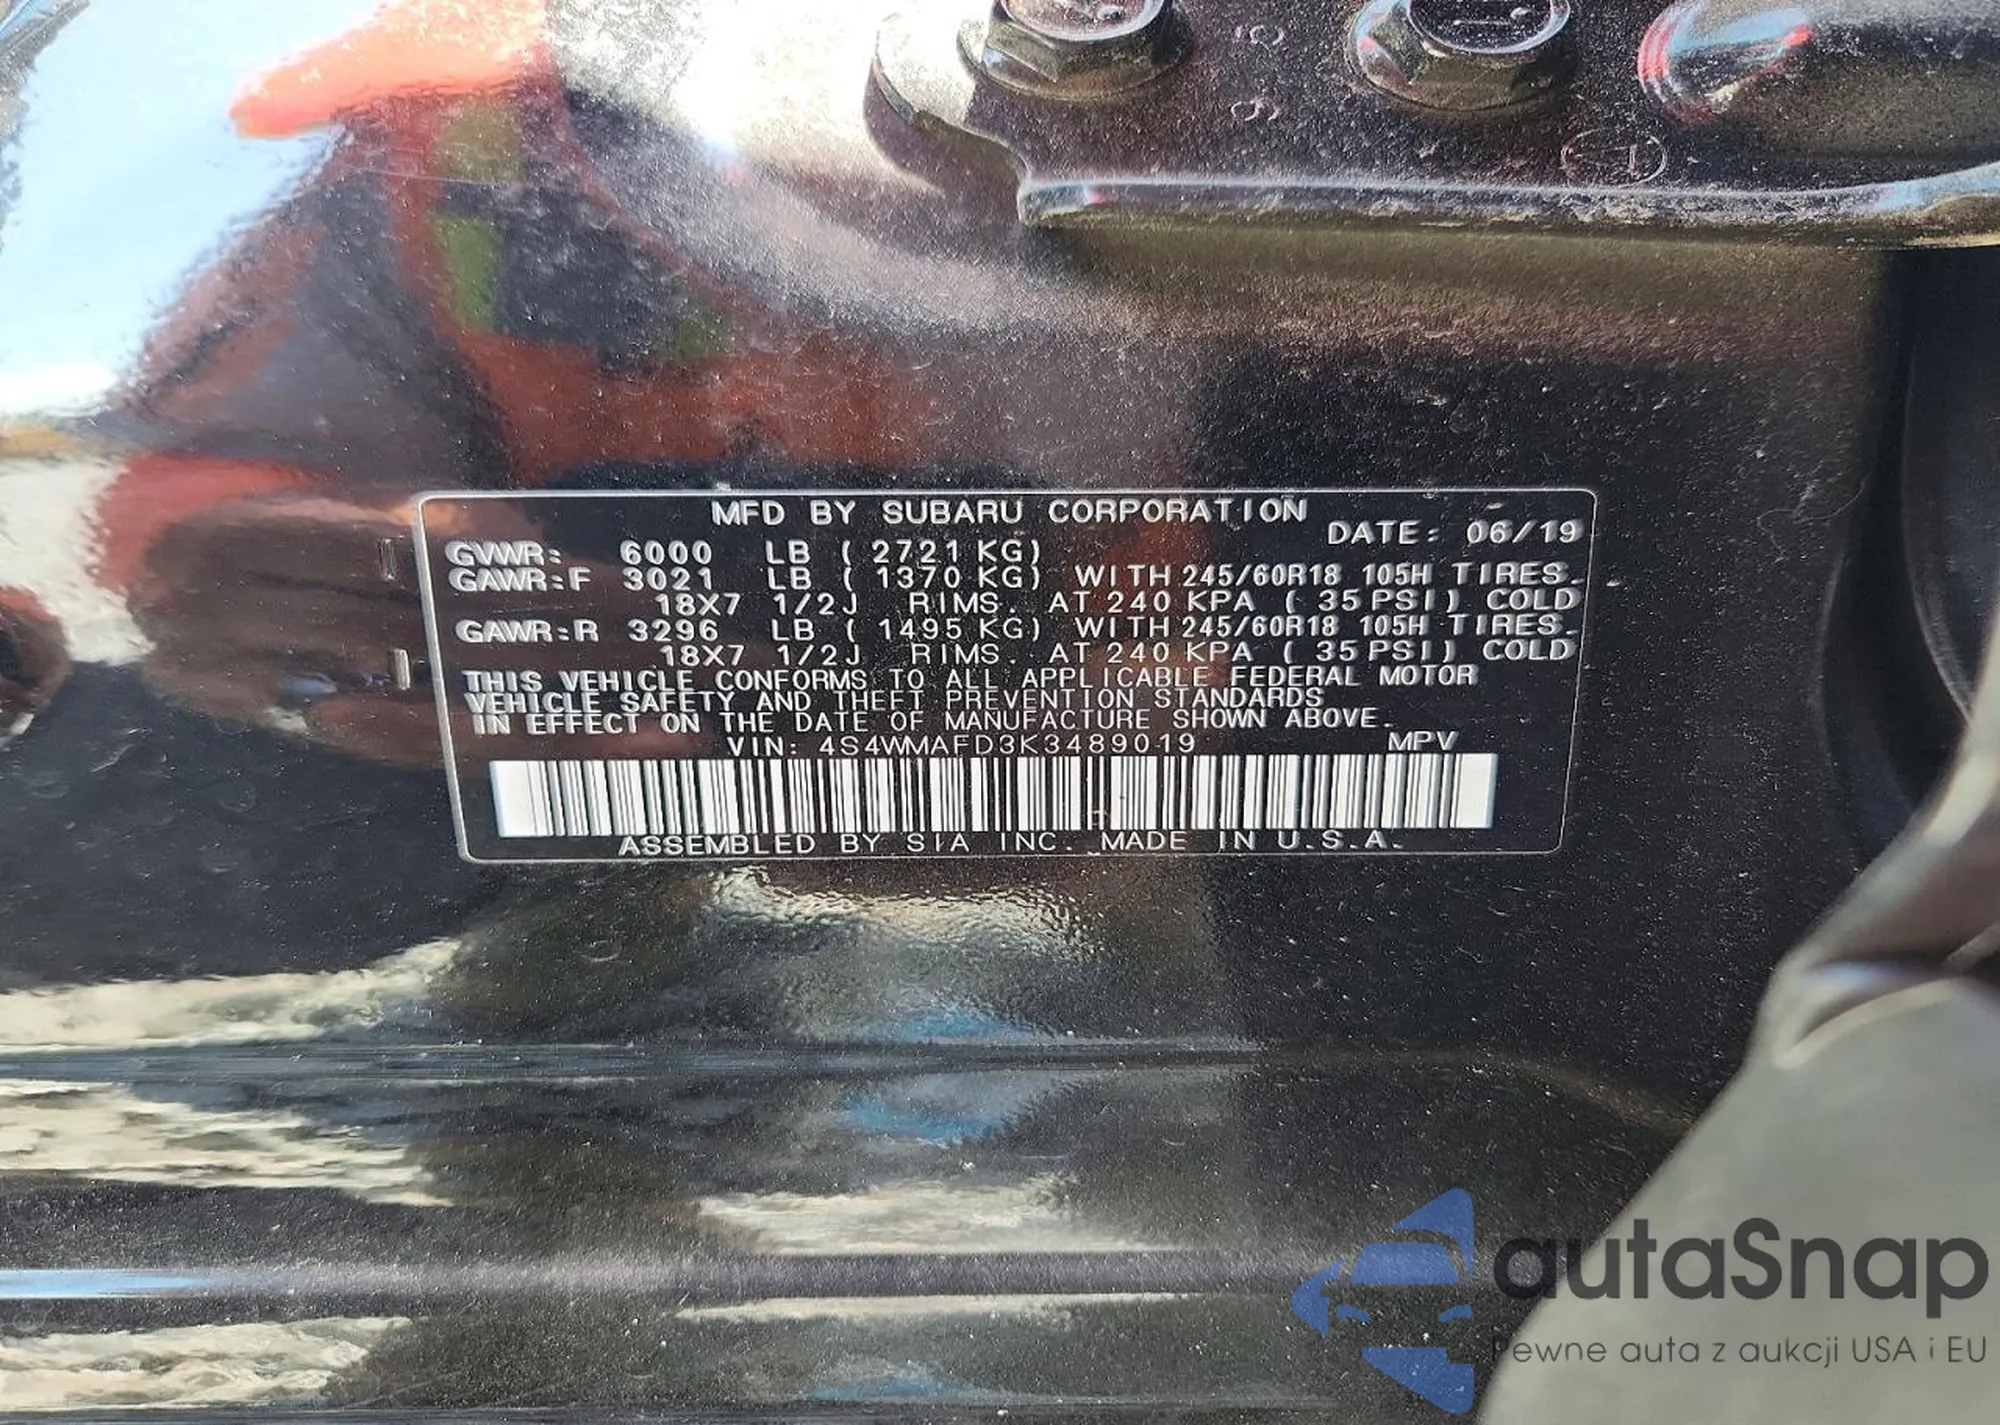 MFD BY SUBARU CORPORATION
DATE: 06/19
GVWR: 6000 LB ( 2721 KG)
GAWR:F 3021 LB ( 1370 KG) WITH 245/60R18 105H TIRES.
18X7 1/2J RIMS. AT 240 KPA ( 35 PSI) COLD
GAWR:R 3296 LB ( 1495 KG) WITH 245/60R18 105H TIRES.
18X7 1/2J RIMS. AT 240 KPA ( 35 PSI) COLD
THIS VEHICLE CONFORMS TO ALL APPLICABLE FEDERAL MOTOR
VEHICLE SAFETY AND THEFT PREVENTION STANDARDS
IN EFFECT ON THE DATE OF MANUFACTURE SHOWN ABOVE.
VIN: 4S4WMAFD3K3489019 MPV
ASSEMBLED BY SIA INC. MADE IN U.S.A.
autaSnap
Pewne auta z aukcji USA i EU